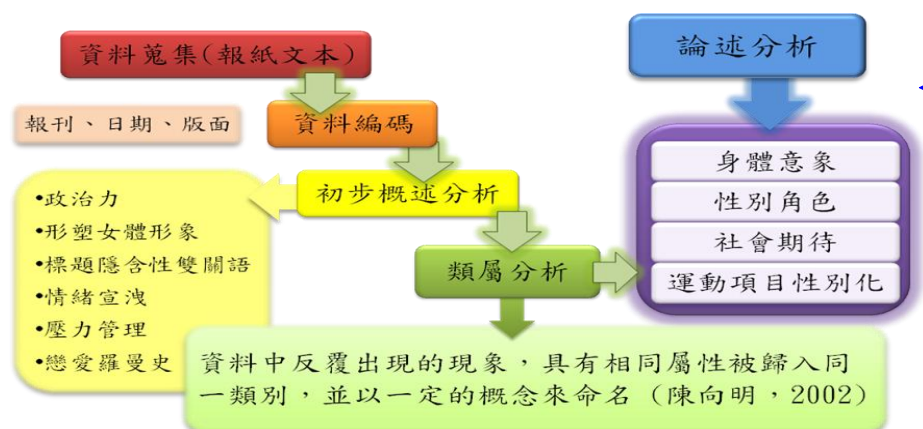 資料蒐集(報紙文本)
論述分析
報刊、日期、版面
資料編碼
初步概述分析
•政治力
•形塑女體形象
•標題隱含性雙關語
•情緒宣洩
•壓力管理
•戀愛羅曼史
類屬分析
身體意象
性別角色
社會期待
運動項目性別化
資料中反覆出現的現象，具有相同屬性被歸入同
一類別，並以一定的概念來命名（陳向明，2002）